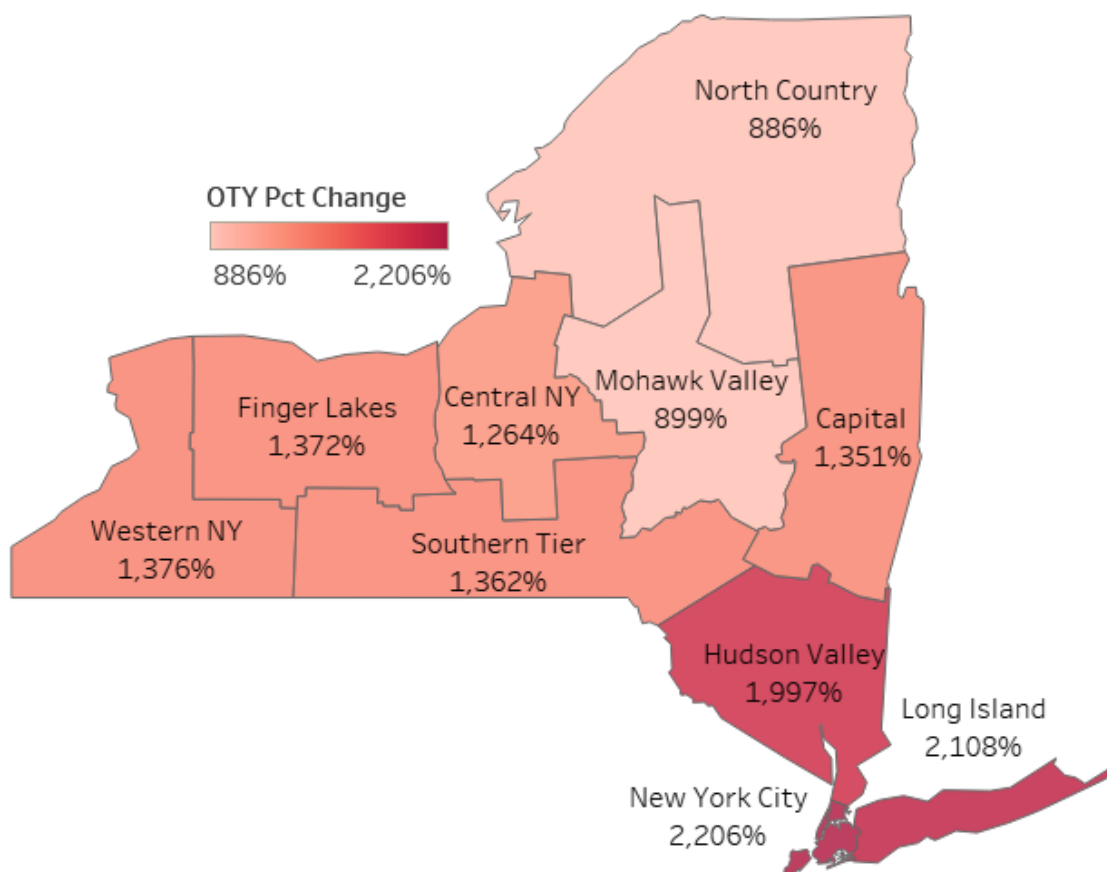 North Country
886%
OTY Pct Change
886% 2,206%
Finger Lakes
1,372%
Central NY
1,264%
Mohawk Valley
899%
Capital
1,351%
Western NY
1,376%
Southern Tier
1,362%
Hudson Valley
1,997%
Long Island
2,108%
New York City
2,206%